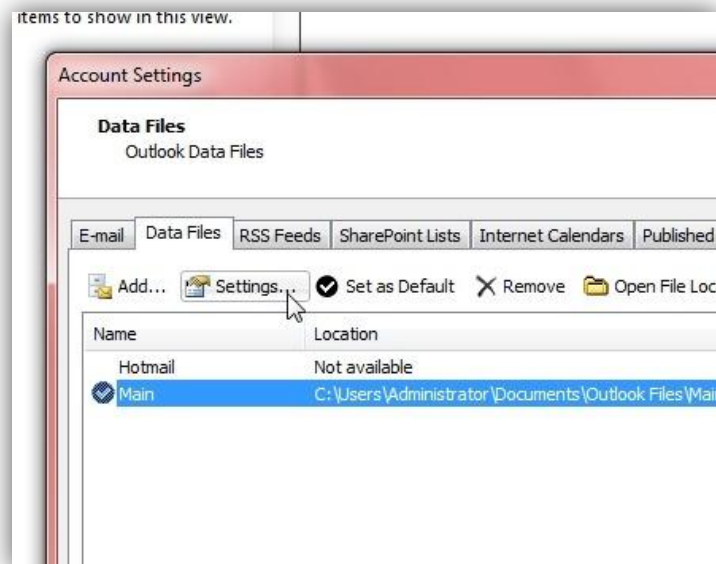 items to show in this view.
Account Settings
Data Files
Outlook Data Files
E-mail Data Files RSS Feeds SharePoint Lists Internet Calendars Published
Add... Settings... Set as Default Remove Open File Loc
Name Location
Hotmail Not available
Main C:\Users\Administrator\Documents\Outlook Files\Mai